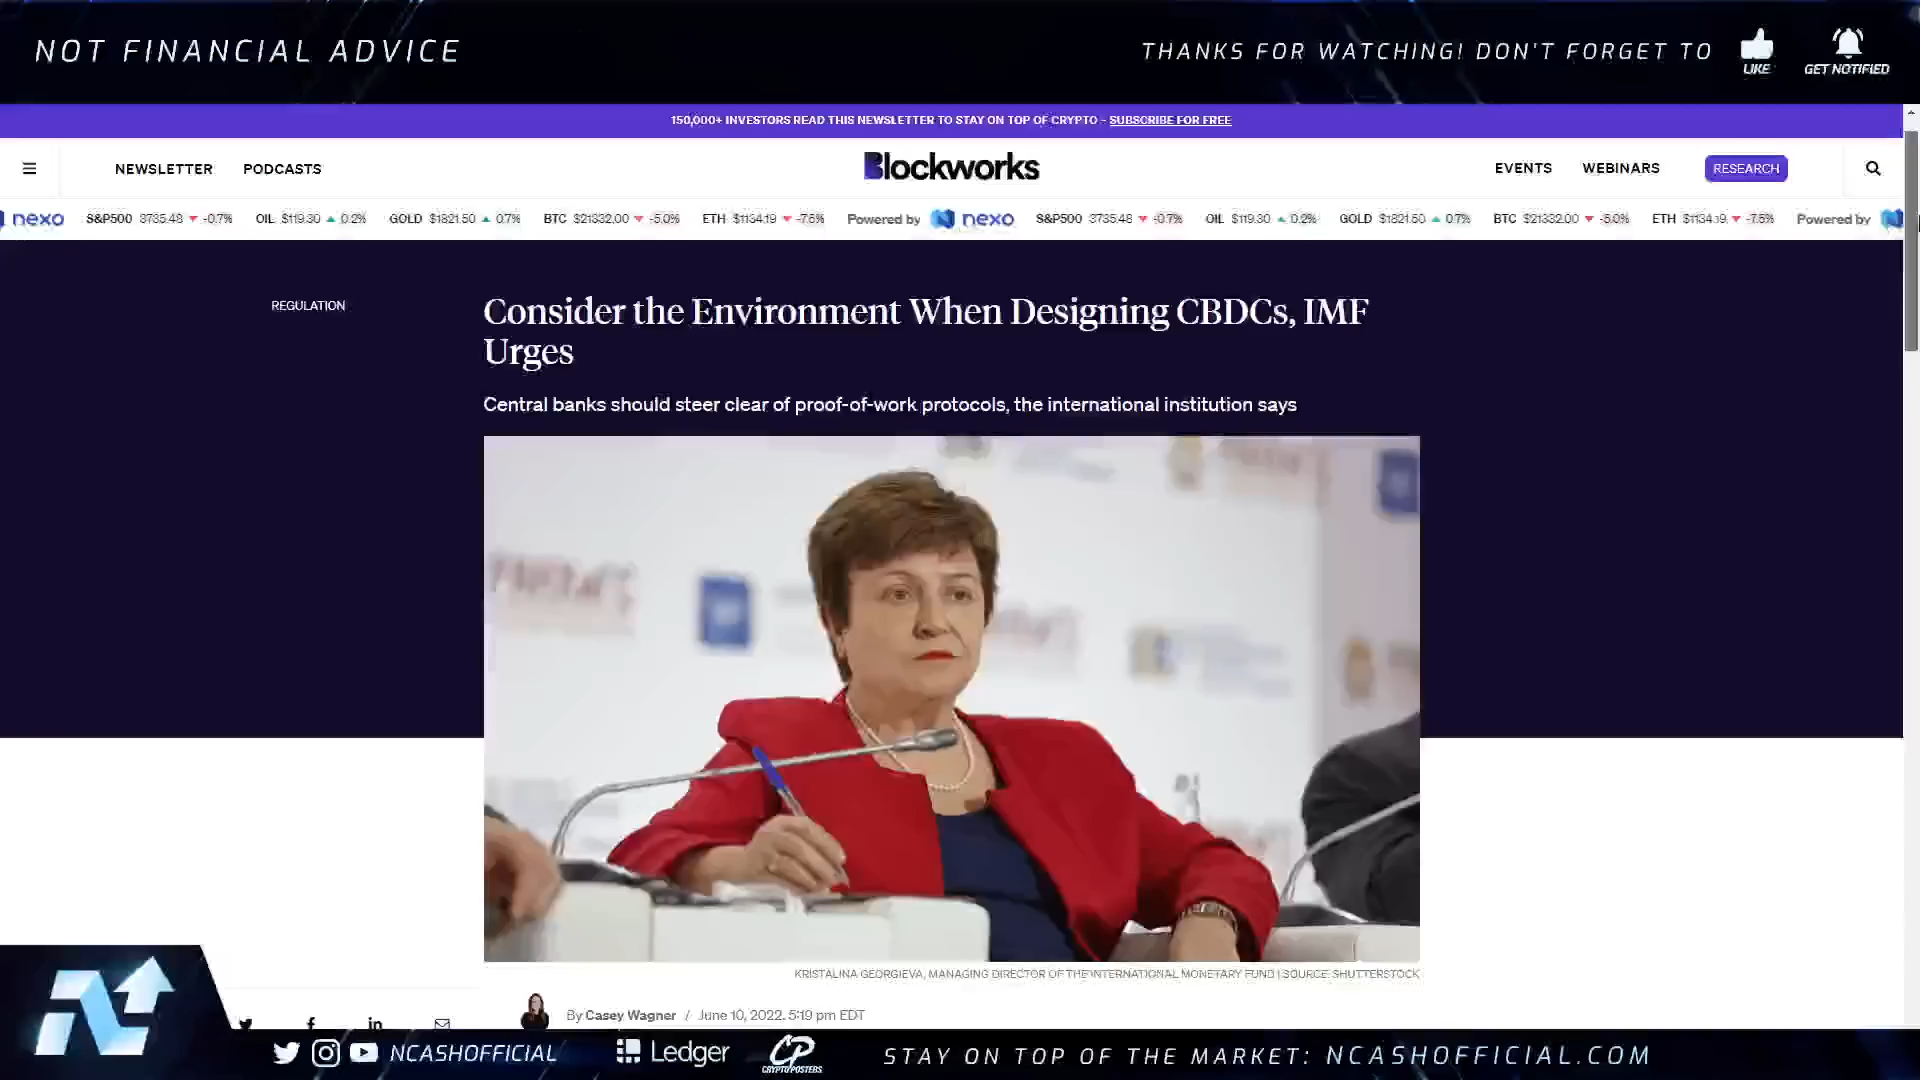 NOT FINANCIAL ADVICE
THANKS FOR WATCHING! DON'T FORGET TO
LIKE
GET NOTIFIED
150,000+ INVESTORS READ THIS NEWSLETTER TO STAY ON TOP OF CRYPTO - SUBSCRIBE FOR FREE
NEWSLETTER PODCASTS
Blockworks
EVENTS WEBINARS RESEARCH
nexo S&P500 3735.48 -0.7% OIL $119.30 0.2% GOLD $1821.50 0.7% BTC $21332.00 -5.0% ETH $1134.19 -7.5% Powered by nexo S&P500 3735.48 -0.7% OIL $119.30 0.2% GOLD $1821.50 0.7% BTC $21332.00 -5.0% ETH $1134.19 -7.5% Powered by
REGULATION
Consider the Environment When Designing CBDCs, IMF
Urges
Central banks should steer clear of proof-of-work protocols, the international institution says
KRISTALINA GEORGIEVA, MANAGING DIRECTOR OF THE INTERNATIONAL MONETARY FUND | SOURCE: SHUTTERSTOCK
By Casey Wagner / June 10, 2022, 5:19 pm EDT
NCASHOFFICIAL
Ledger
CP
CRYPTOPOSTERS
STAY ON TOP OF THE MARKET: NCASHOFFICIAL.COM